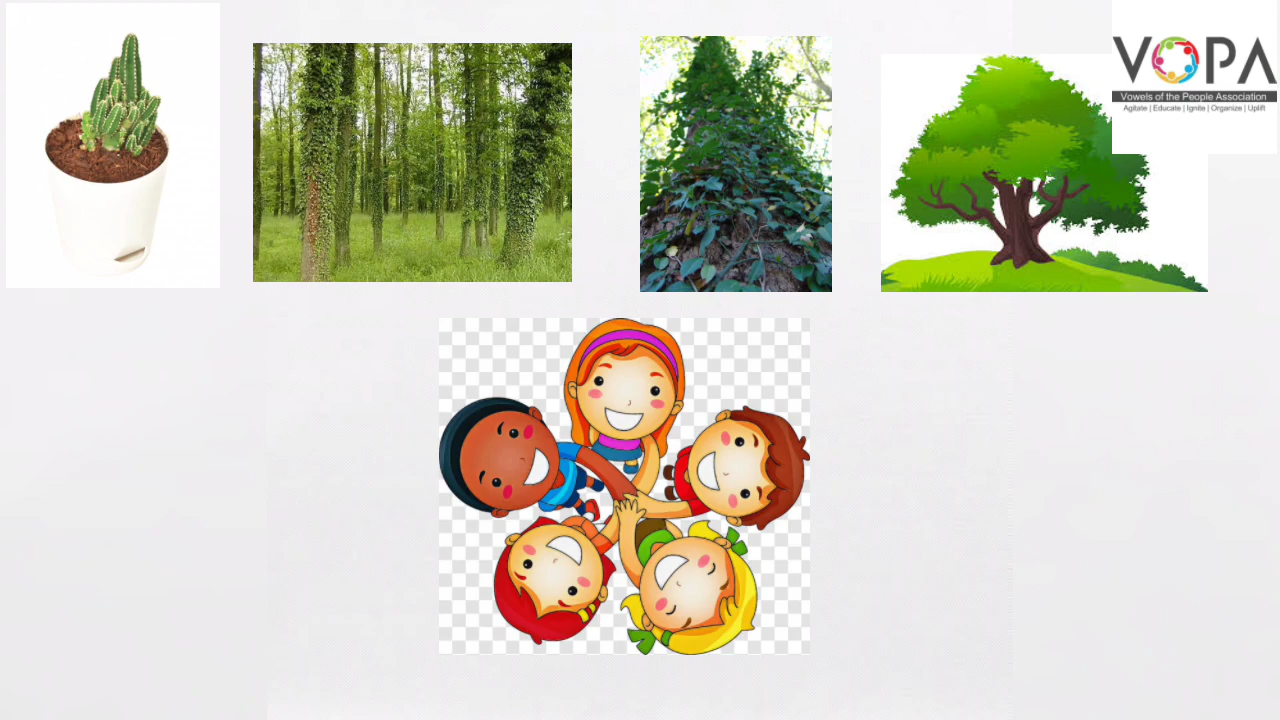 VOPA
Vowels of the People Association
Agitate | Educate | Ignite | Organize | Uplift